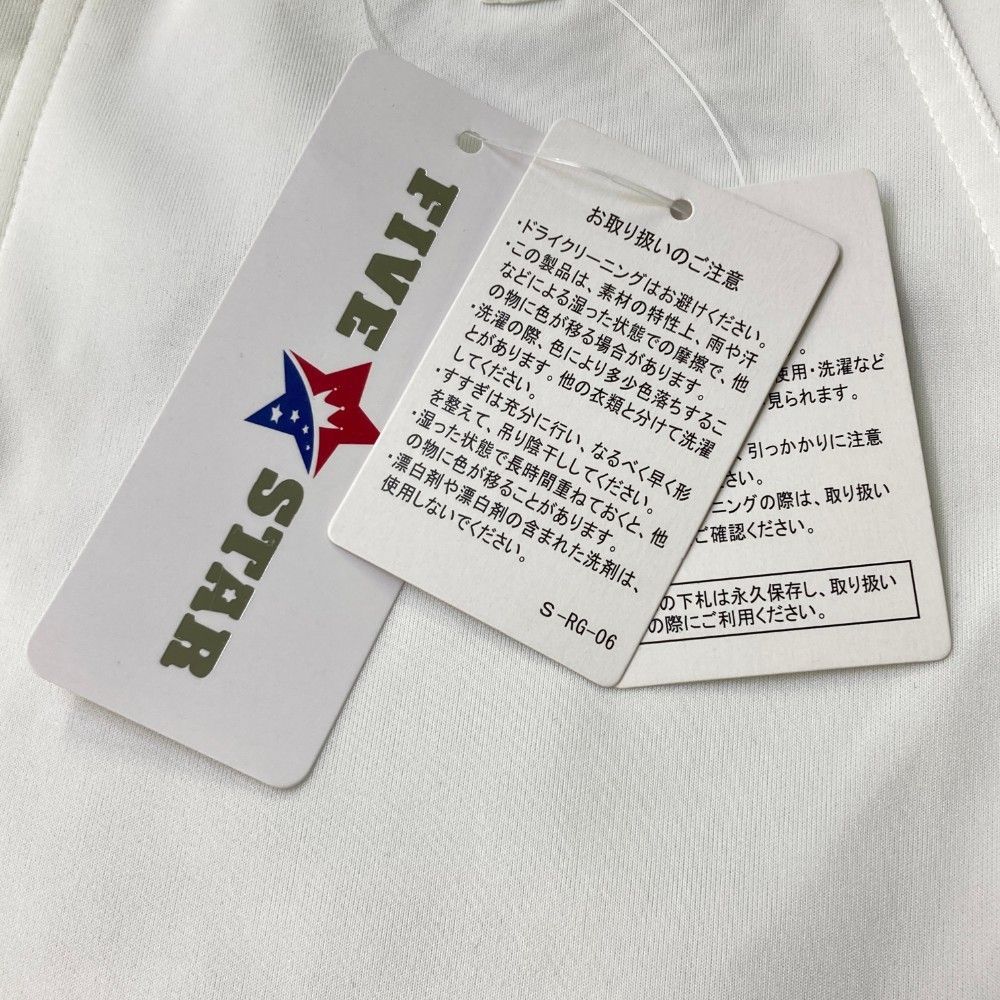 FIVE
STAR
お取り扱いのご注意
・ドライクリーニングはお避けください。
・この製品は、素材の特性上、雨や汗
などによる湿った状態での摩擦で、他
の物に色が移る場合があります。
・洗濯の際、色により多少色落ちするこ
とがあります。他の衣類と分けて洗濯
してください。
・すすぎは充分に行い、なるべく早く形
を整えて、吊り陰干ししてください。
・湿った状態で長時間重ねておくと、他
の物に色が移ることがあります。
・漂白剤や漂白剤の含まれた洗剤は、
使用しないでください。
S-RG-06
。
使用・洗濯など
見られます。
、引っかかりに注意
さい。
ニングの際は、取り扱い
ご確認ください。
の下札は永久保存し、取り扱い
の際にご利用ください。